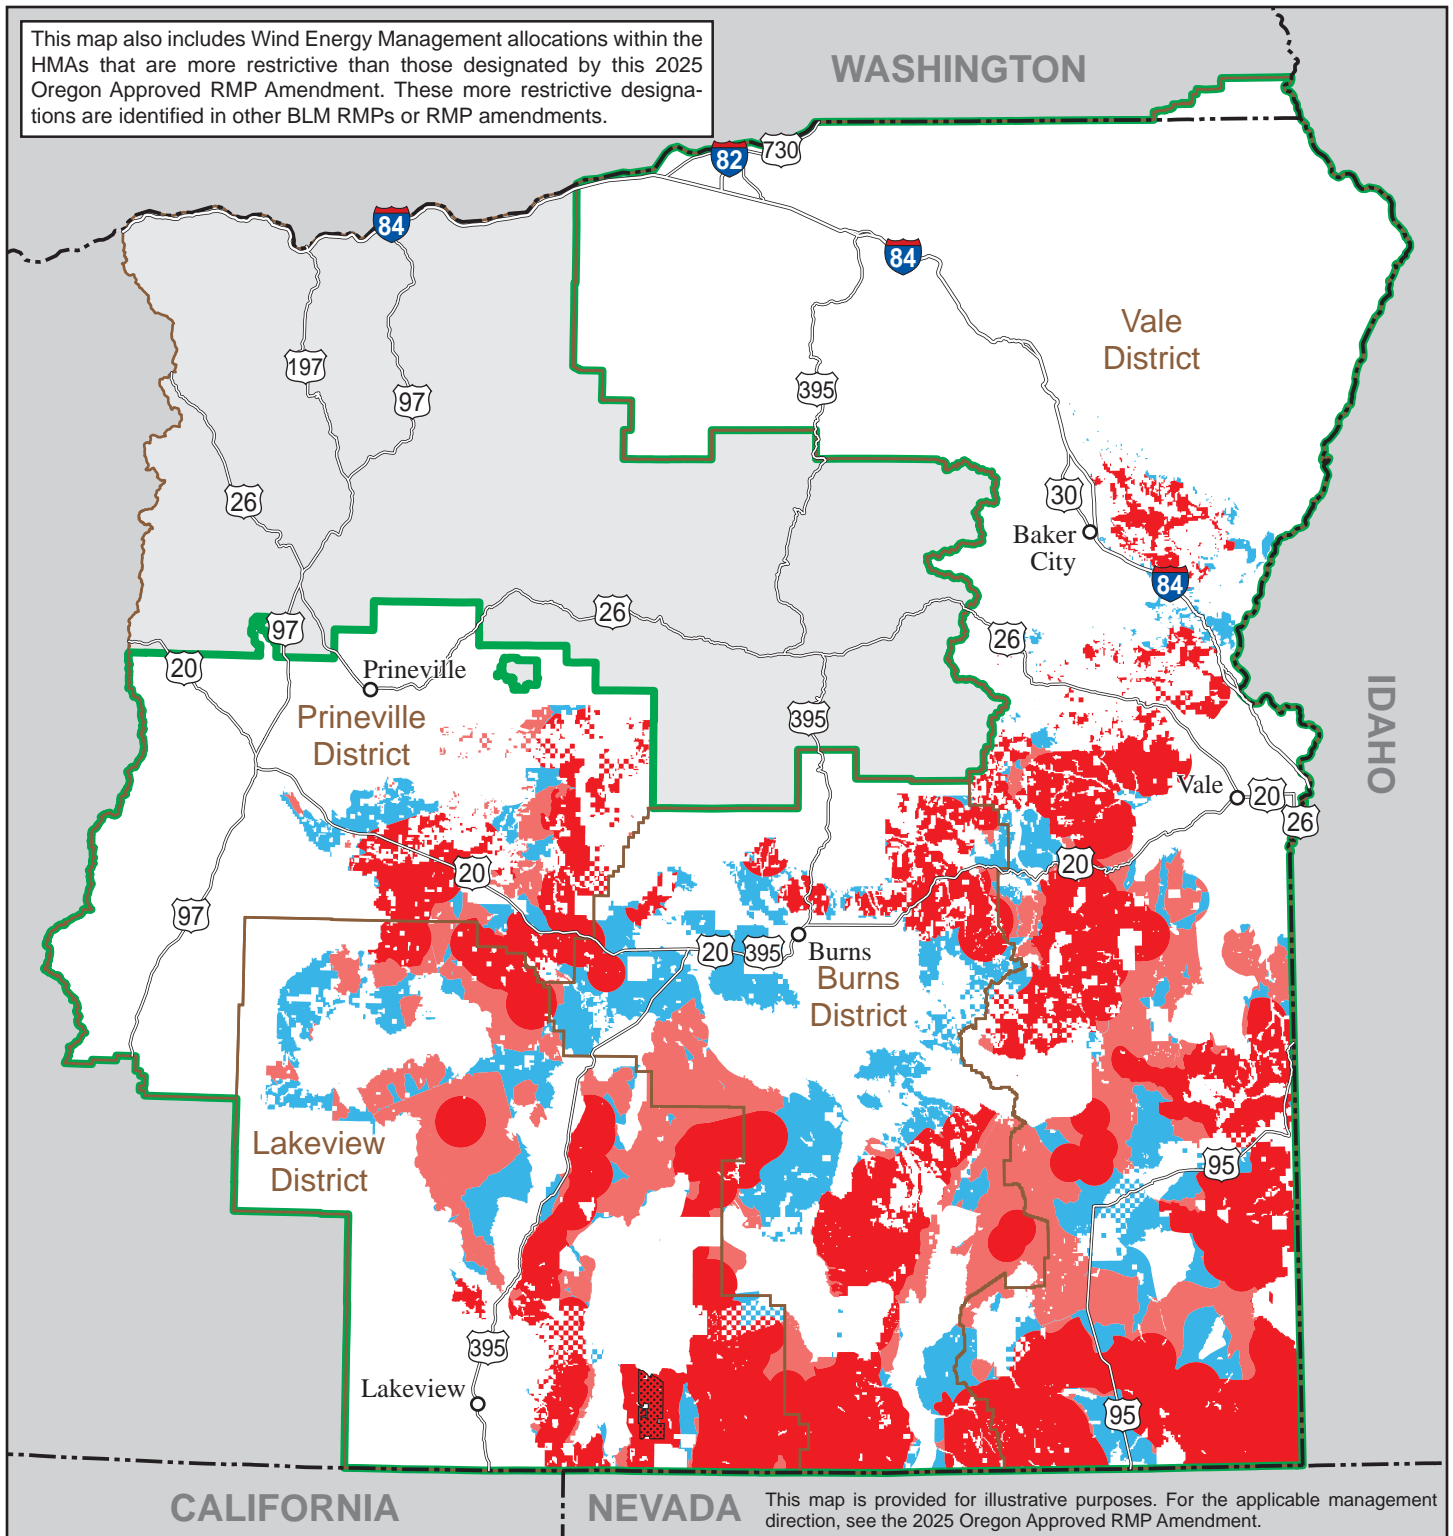 This map also includes Wind Energy Management allocations within the
HMAs that are more restrictive than those designated by this 2025
Oregon Approved RMP Amendment. These more restrictive designa-
tions are identified in other BLM RMPs or RMP amendments.
WASHINGTON
82
730
84
84
Vale
District
197
97
395
26
30
Baker
City
84
97
26
26
20
Prineville
Prineville
District
395
IDAHO
Vale
20
26
20
20
97
20
395
Burns
Burns
District
Lakeview
District
95
395
Lakeview
95
CALIFORNIA
NEVADA
This map is provided for illustrative purposes. For the applicable management
direction, see the 2025 Oregon Approved RMP Amendment.